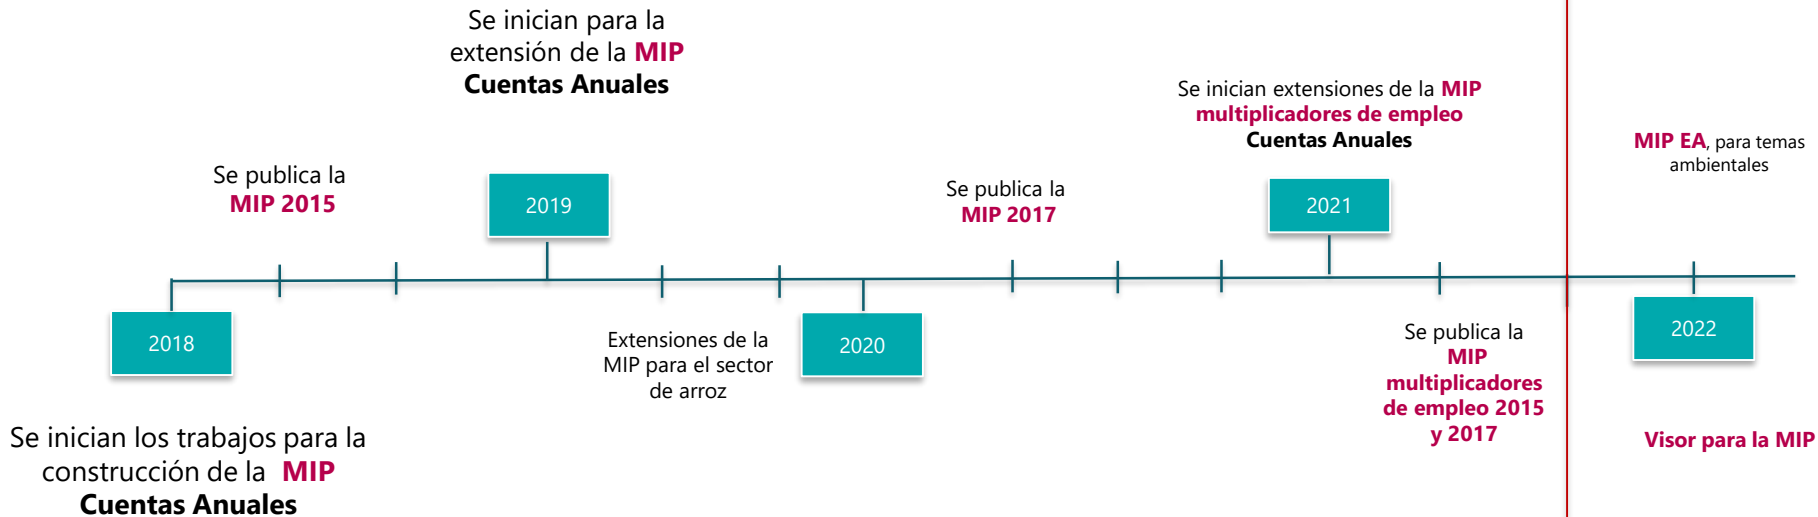 Se inician para la
extensión de la MIP
Cuentas Anuales
Se inician extensiones de la MIP
multiplicadores de empleo
Cuentas Anuales
MIP EA, para temas
ambientales
Se publica la
MIP 2015
2019
Se publica la
MIP 2017
2021
2018
Extensiones de la
MIP para el sector
de arroz
2020
Se publica la
MIP
multiplicadores
de empleo 2015
y 2017
2022
Se inician los trabajos para la
construcción de la MIP
Cuentas Anuales
Visor para la MIP